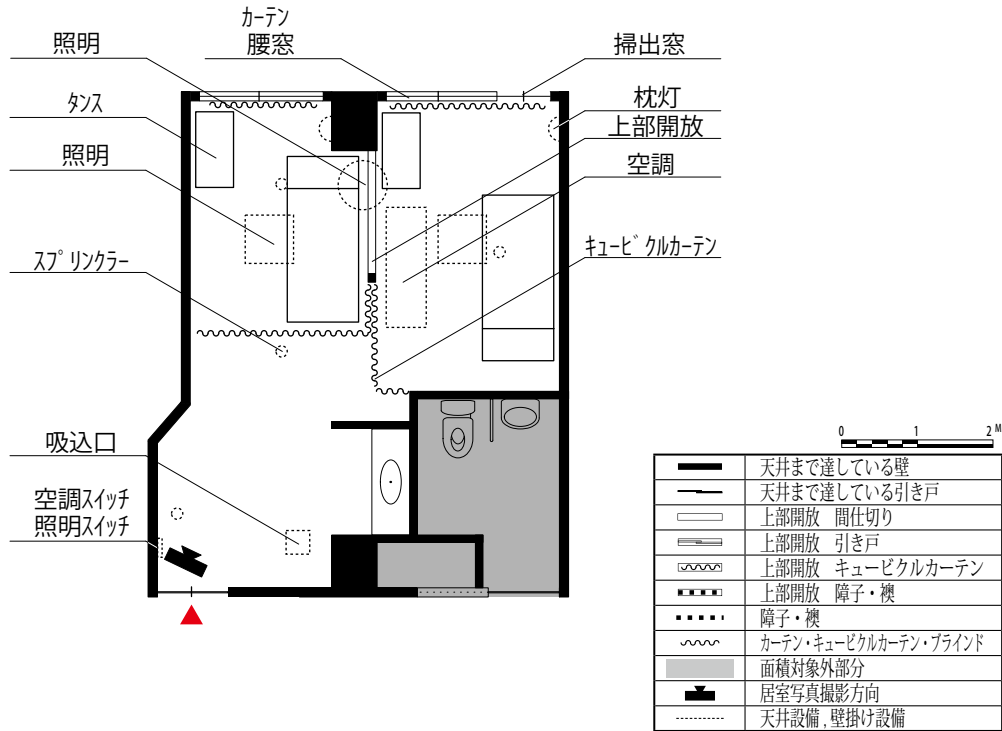 カーテン
照明
腰窓
掃出窓
タンス
枕灯
上部開放
照明
空調
スプリンクラー
キュービクルカーテン
吸込口
空調スイッチ
照明スイッチ
0 1 2 M
天井まで達している壁
天井まで達している引き戸
上部開放 間仕切り
上部開放 引き戸
上部開放 キュービクルカーテン
上部開放 障子・襖
障子・襖
カーテン・キュービクルカーテン・ブラインド
面積対象外部分
居室写真撮影方向
天井設備,壁掛け設備